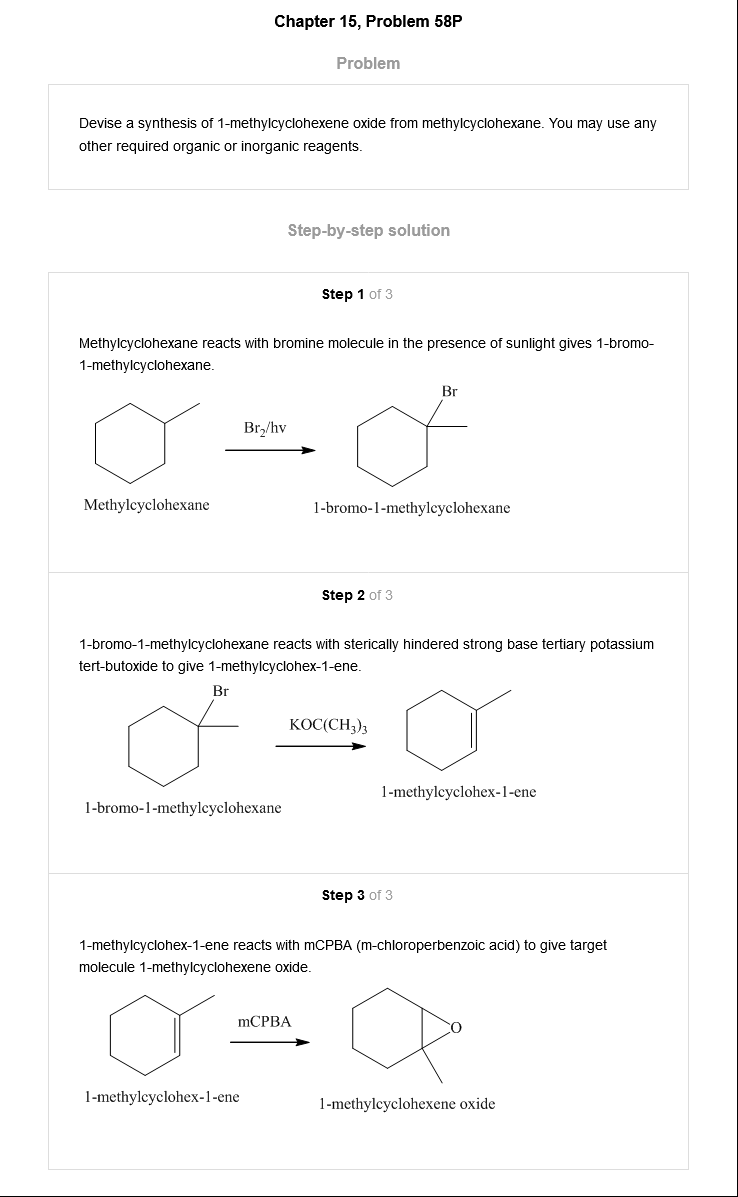 Chapter 15, Problem 58P
Problem
Devise a synthesis of 1-methylcyclohexene oxide from methylcyclohexane. You may use any
other required organic or inorganic reagents.
Step-by-step solution
Step 1 of 3
Methylcyclohexane reacts with bromine molecule in the presence of sunlight gives 1-bromo-
1-methylcyclohexane.
Br
Br₂/hv
Methylcyclohexane
1-bromo-1-methylcyclohexane
Step 2 of 3
1-bromo-1-methylcyclohexane reacts with sterically hindered strong base tertiary potassium
tert-butoxide to give 1-methylcyclohex-1-ene.
Br
KOC(CH₃)₃
1-methylcyclohex-1-ene
1-bromo-1-methylcyclohexane
Step 3 of 3
1-methylcyclohex-1-ene reacts with mCPBA (m-chloroperbenzoic acid) to give target
molecule 1-methylcyclohexene oxide.
mCPBA
O
1-methylcyclohex-1-ene
1-methylcyclohexene oxide